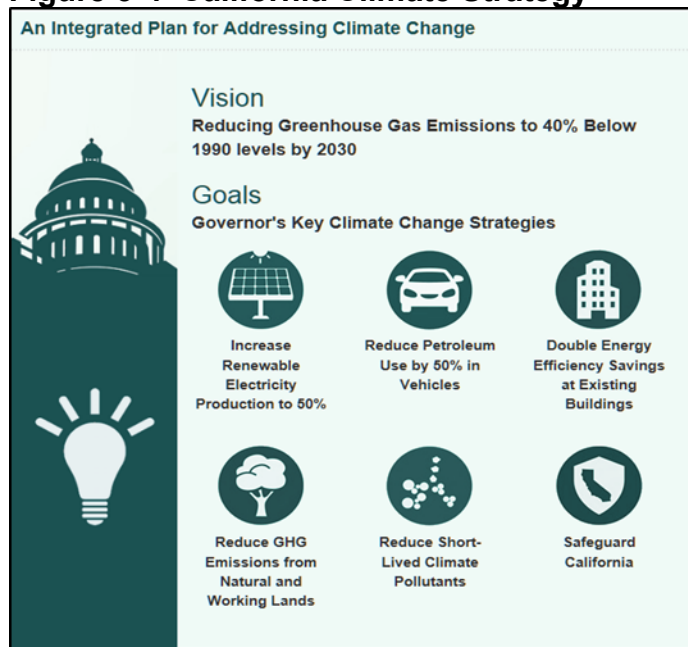 An Integrated Plan for Addressing Climate Change
Vision
Reducing Greenhouse Gas Emissions to 40% Below
1990 levels by 2030
Goals
Governor's Key Climate Change Strategies
Increase
Renewable
Electricity
Production to 50%
Reduce Petroleum
Use by 50% in
Vehicles
Double Energy
Efficiency Savings
at Existing
Buildings
Reduce GHG
Emissions from
Natural and
Working Lands
Reduce Short-
Lived Climate
Pollutants
Safeguard
California